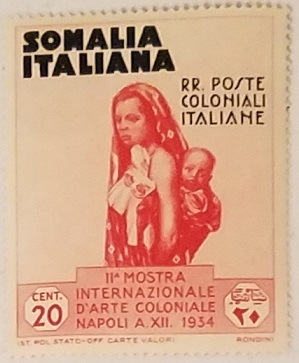 SOMALIA
ITALIANA
RR. POSTE
COLONIALI
ITALIANE
IIª MOSTRA
INTERNAZIONALE
D'ARTE COLONIALE
NAPOLI A. XII. 1934
CENT.
20
٢٠
IST. POL. STATO-OFF. CARTE VALORI
RONDINI